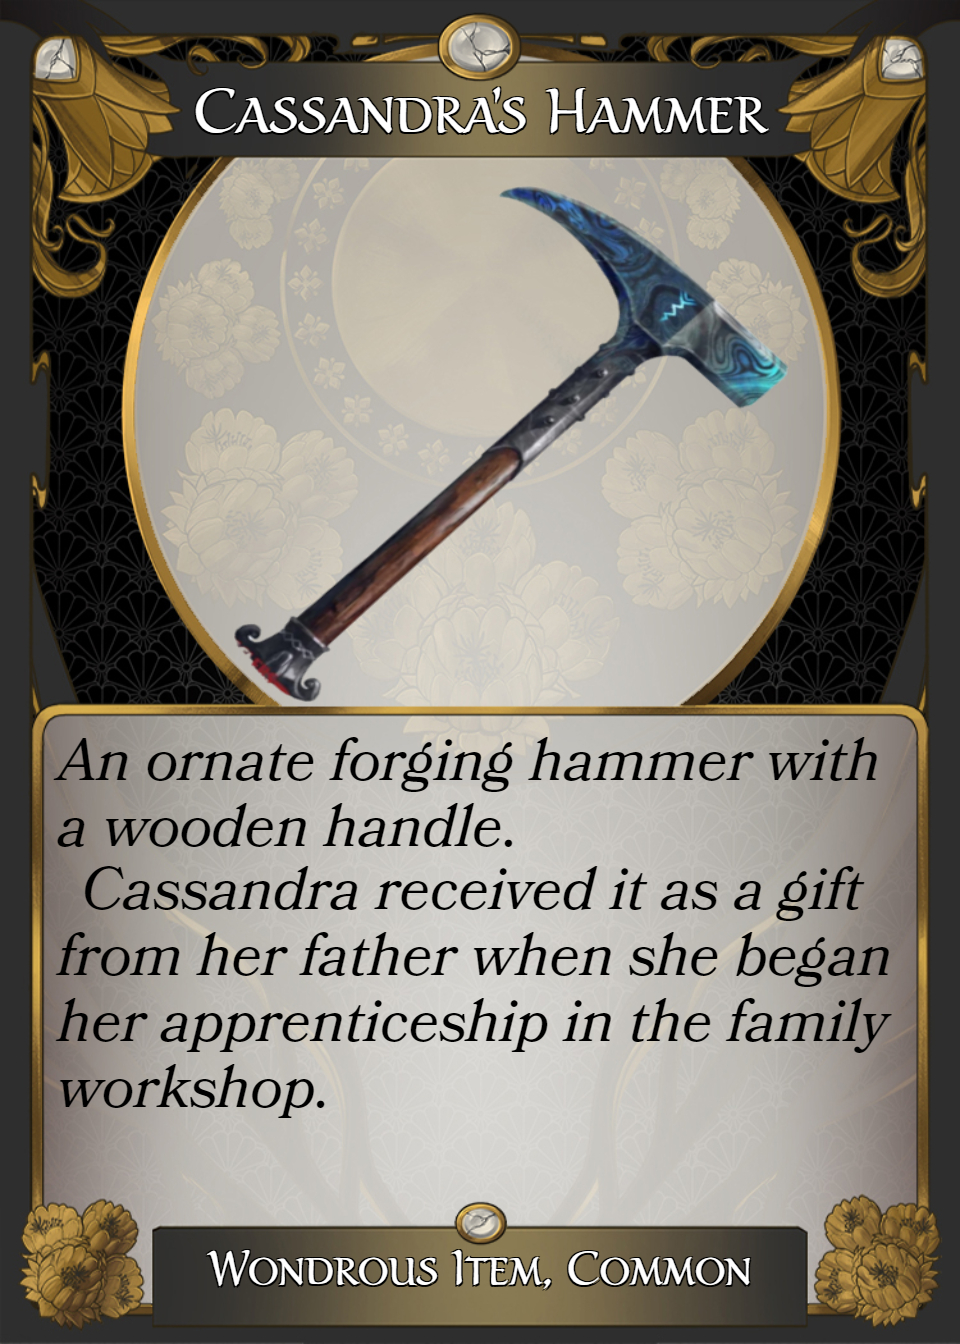 Cassandra's Hammer
An ornate forging hammer with
a wooden handle.
Cassandra received it as a gift
from her father when she began
her apprenticeship in the family
workshop.
Wondrous Item, Common